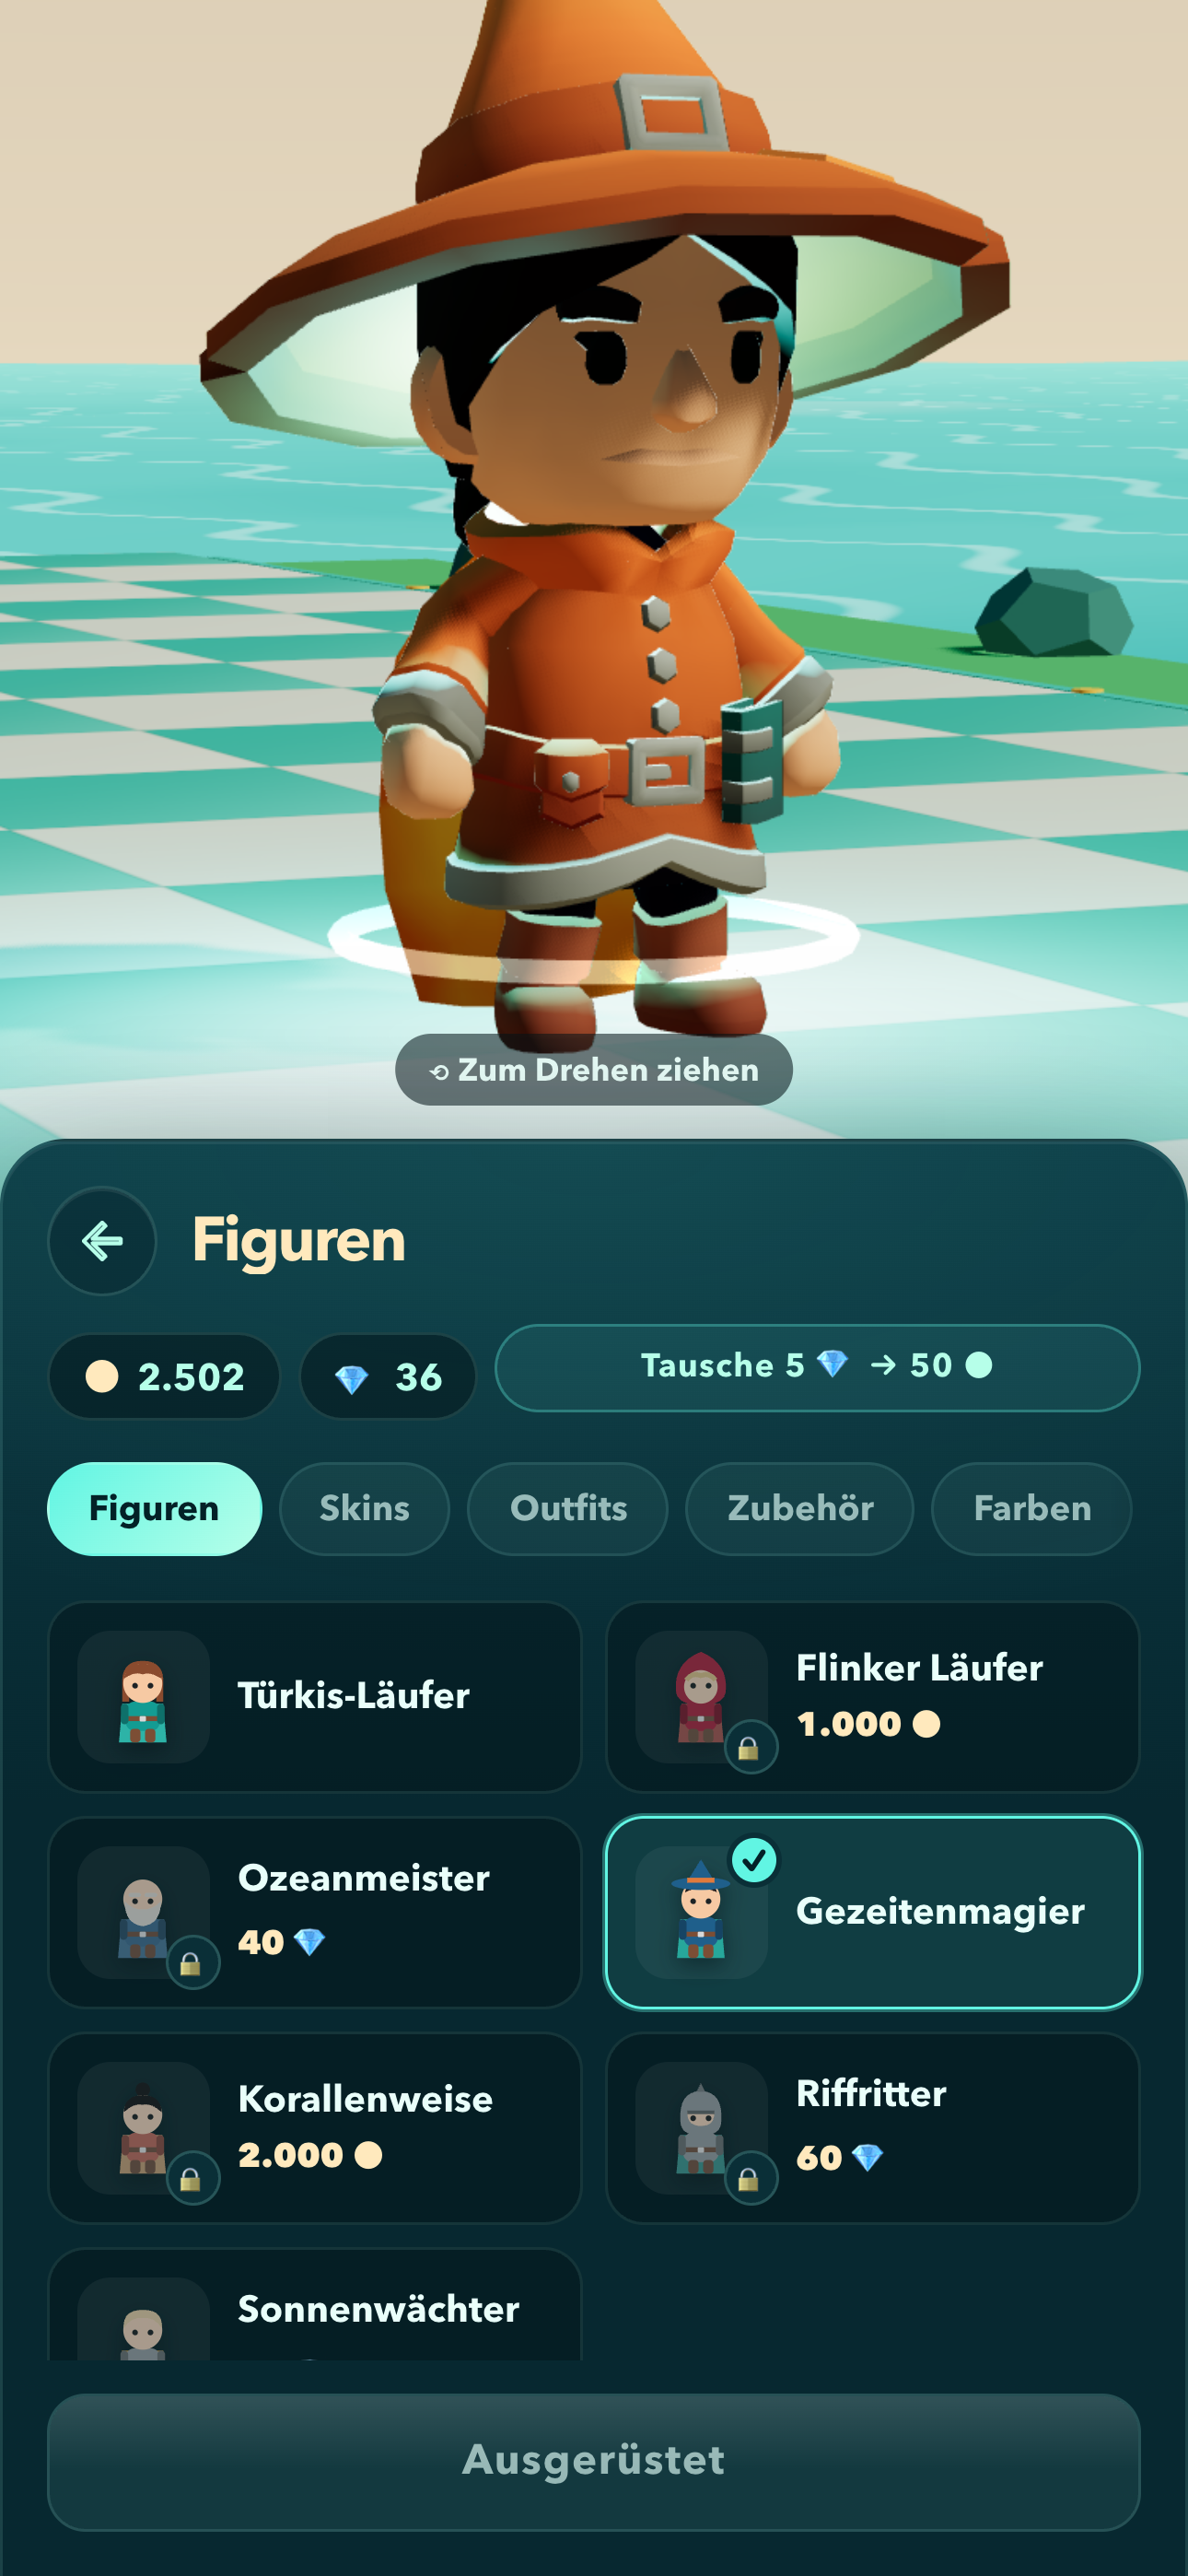 ⟲ Zum Drehen ziehen
Figuren
2.502
36
Tausche 5 💎 → 50
Figuren
Skins
Outfits
Zubehör
Farben
Türkis-Läufer
Flinker Läufer
1.000
Ozeanmeister
40 💎
Gezeitenmagier
Korallenweise
2.000
Riffritter
60 💎
Sonnenwächter
Ausgerüstet